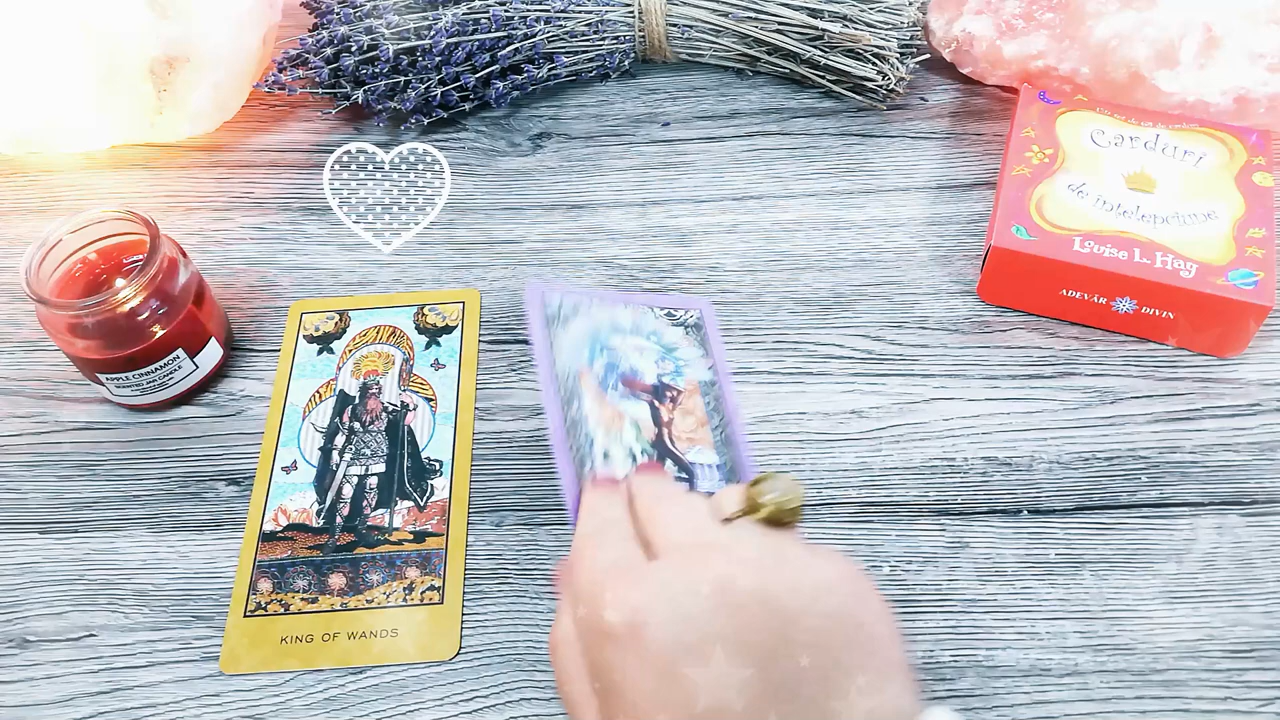 Carduri
de înțelepciune
Louise L. Hay
ADEVĂR DIVIN
APPLE CINNAMON
SCENTED JAR CANDLE
KING OF WANDS